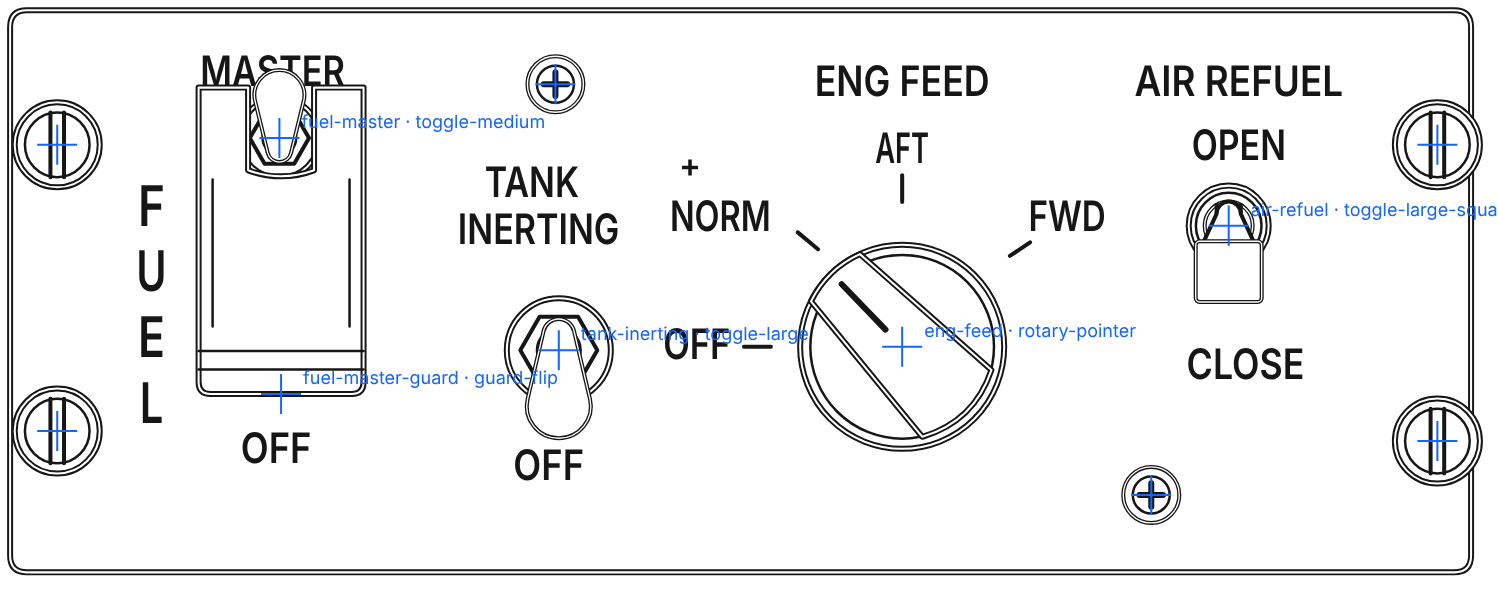 MASTER
fuel-master · toggle-medium
FUEL
fuel-master-guard · guard-flip
OFF
TANK
INERTING
tank-inerting · toggle-large
OFF
ENG FEED
AFT
+
NORM
FWD
OFF
eng-feed · rotary-pointer
AIR REFUEL
OPEN
air-refuel · toggle-large-squa
CLOSE